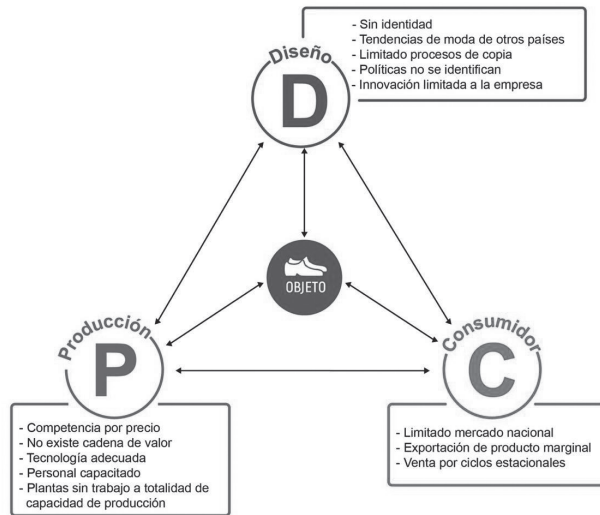 Diseño
D
- Sin identidad
- Tendencias de moda de otros países
- Limitado procesos de copia
- Políticas no se identifican
- Innovación limitada a la empresa
OBJETO
Producción
P
- Competencia por precio
- No existe cadena de valor
- Tecnología adecuada
- Personal capacitado
- Plantas sin trabajo a totalidad de
capacidad de producción
Consumidor
C
- Limitado mercado nacional
- Exportación de producto marginal
- Venta por ciclos estacionales